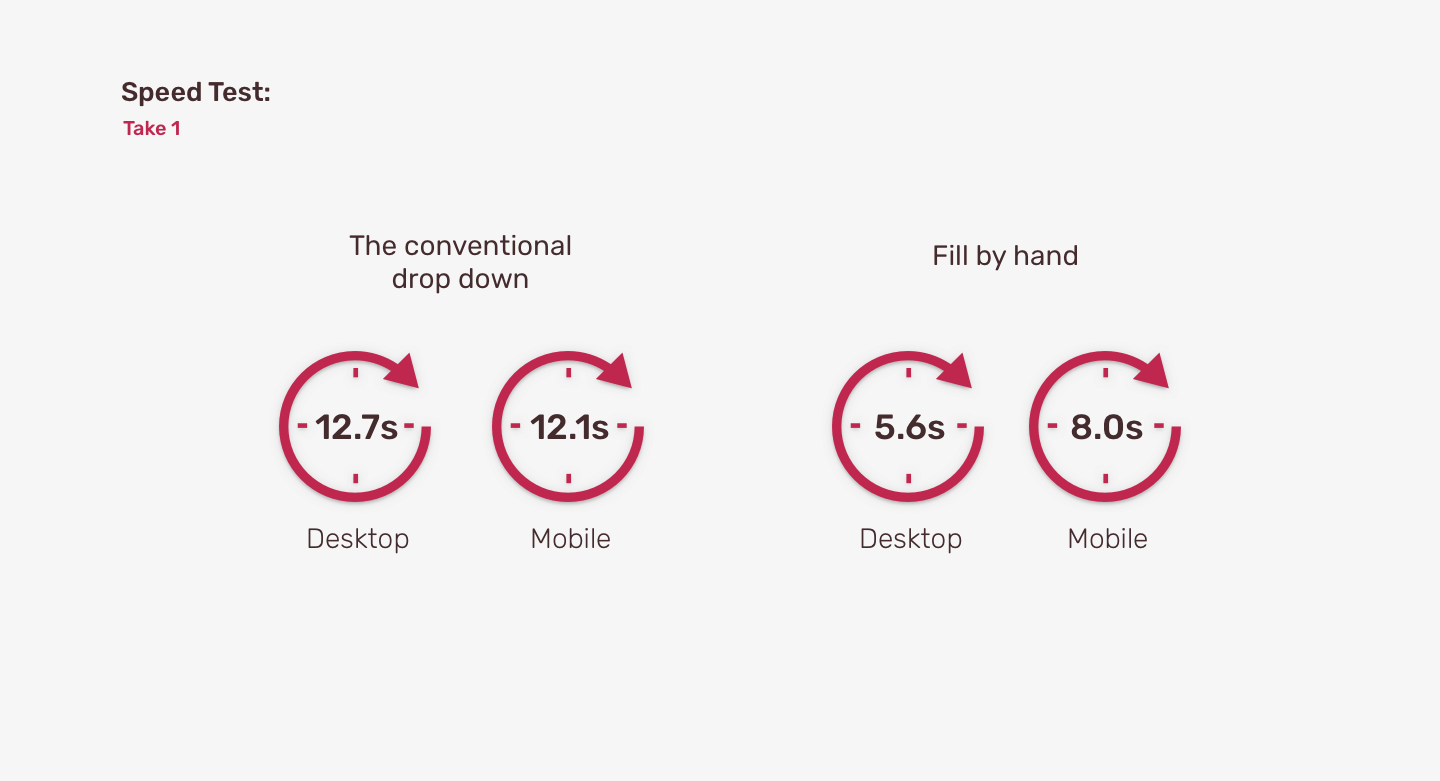 Speed Test:
Take 1
The conventional
drop down
Fill by hand
12.7s
12.1s
5.6s
8.0s
Desktop
Mobile
Desktop
Mobile